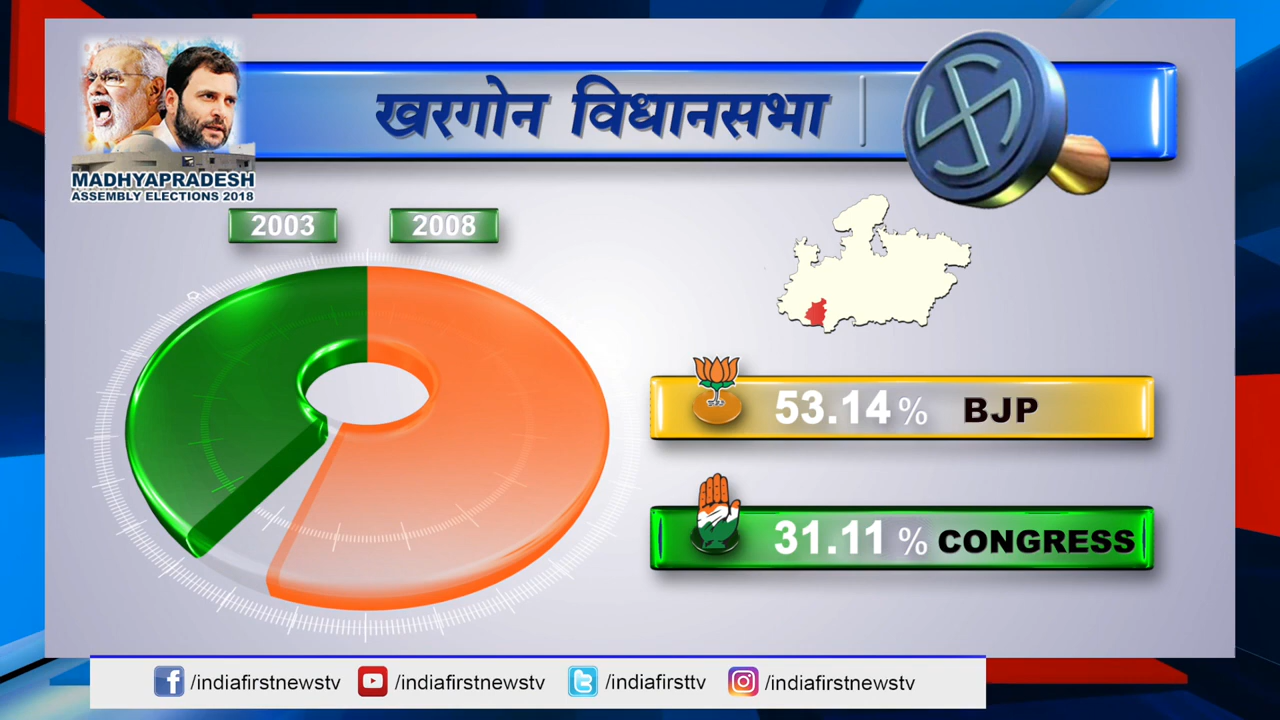 खरगोन विधानसभा
MADHYAPRADESH
ASSEMBLY ELECTIONS 2018
2003 2008
53.14 % BJP
31.11 % CONGRESS
/indiafirstnewstv /indiafirstnewstv /indiafirsttv /indiafirstnewstv